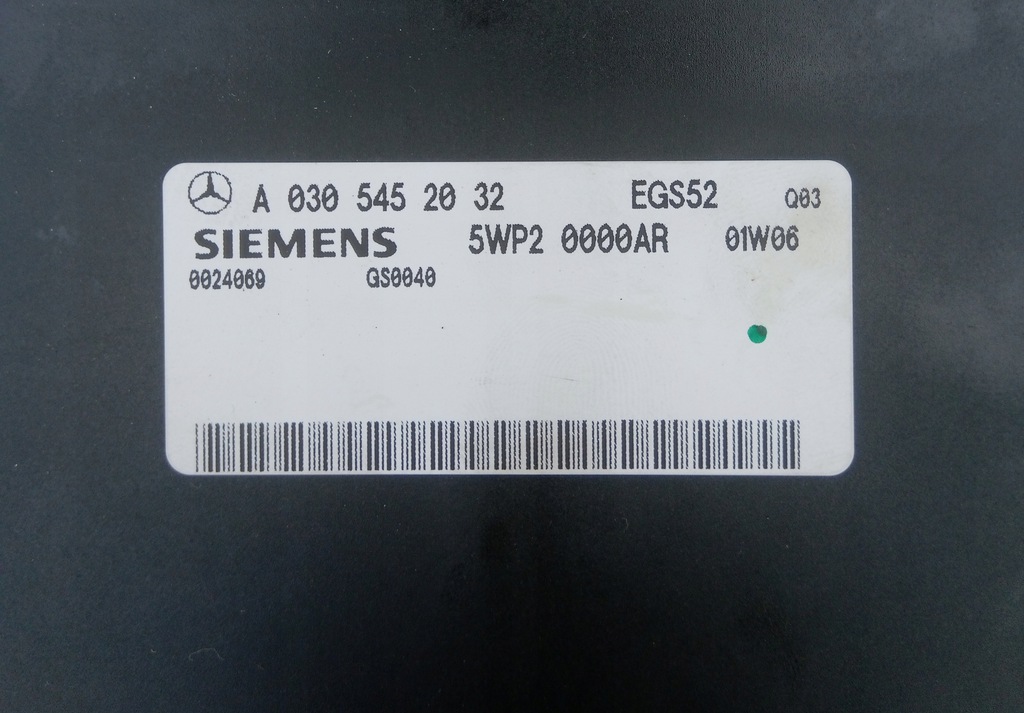 A 030 545 20 32 EGS52 Q03
SIEMENS 5WP2 0000AR 01W06
0024069 GS0040